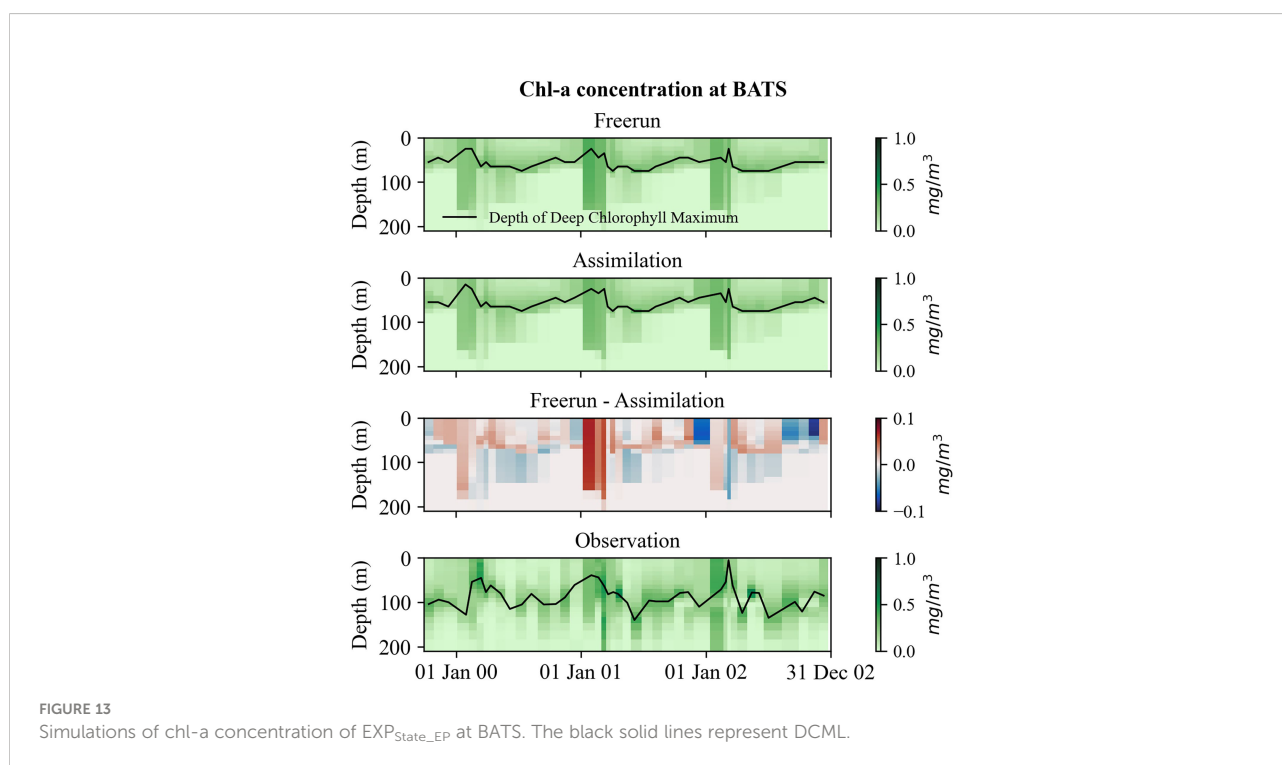 Chl-a concentration at BATS
Freerun
0
100
200
Depth (m)
Depth of Deep Chlorophyll Maximum
1.0
0.5
0.0
mg/m³
Assimilation
0
100
200
Depth (m)
1.0
0.5
0.0
mg/m³
Freerun - Assimilation
0
100
200
Depth (m)
0.1
0.0
−0.1
mg/m³
Observation
0
100
200
Depth (m)
1.0
0.5
0.0
mg/m³
01 Jan 00 01 Jan 01 01 Jan 02 31 Dec 02
FIGURE 13
Simulations of chl-a concentration of EXPState_EP at BATS. The black solid lines represent DCML.